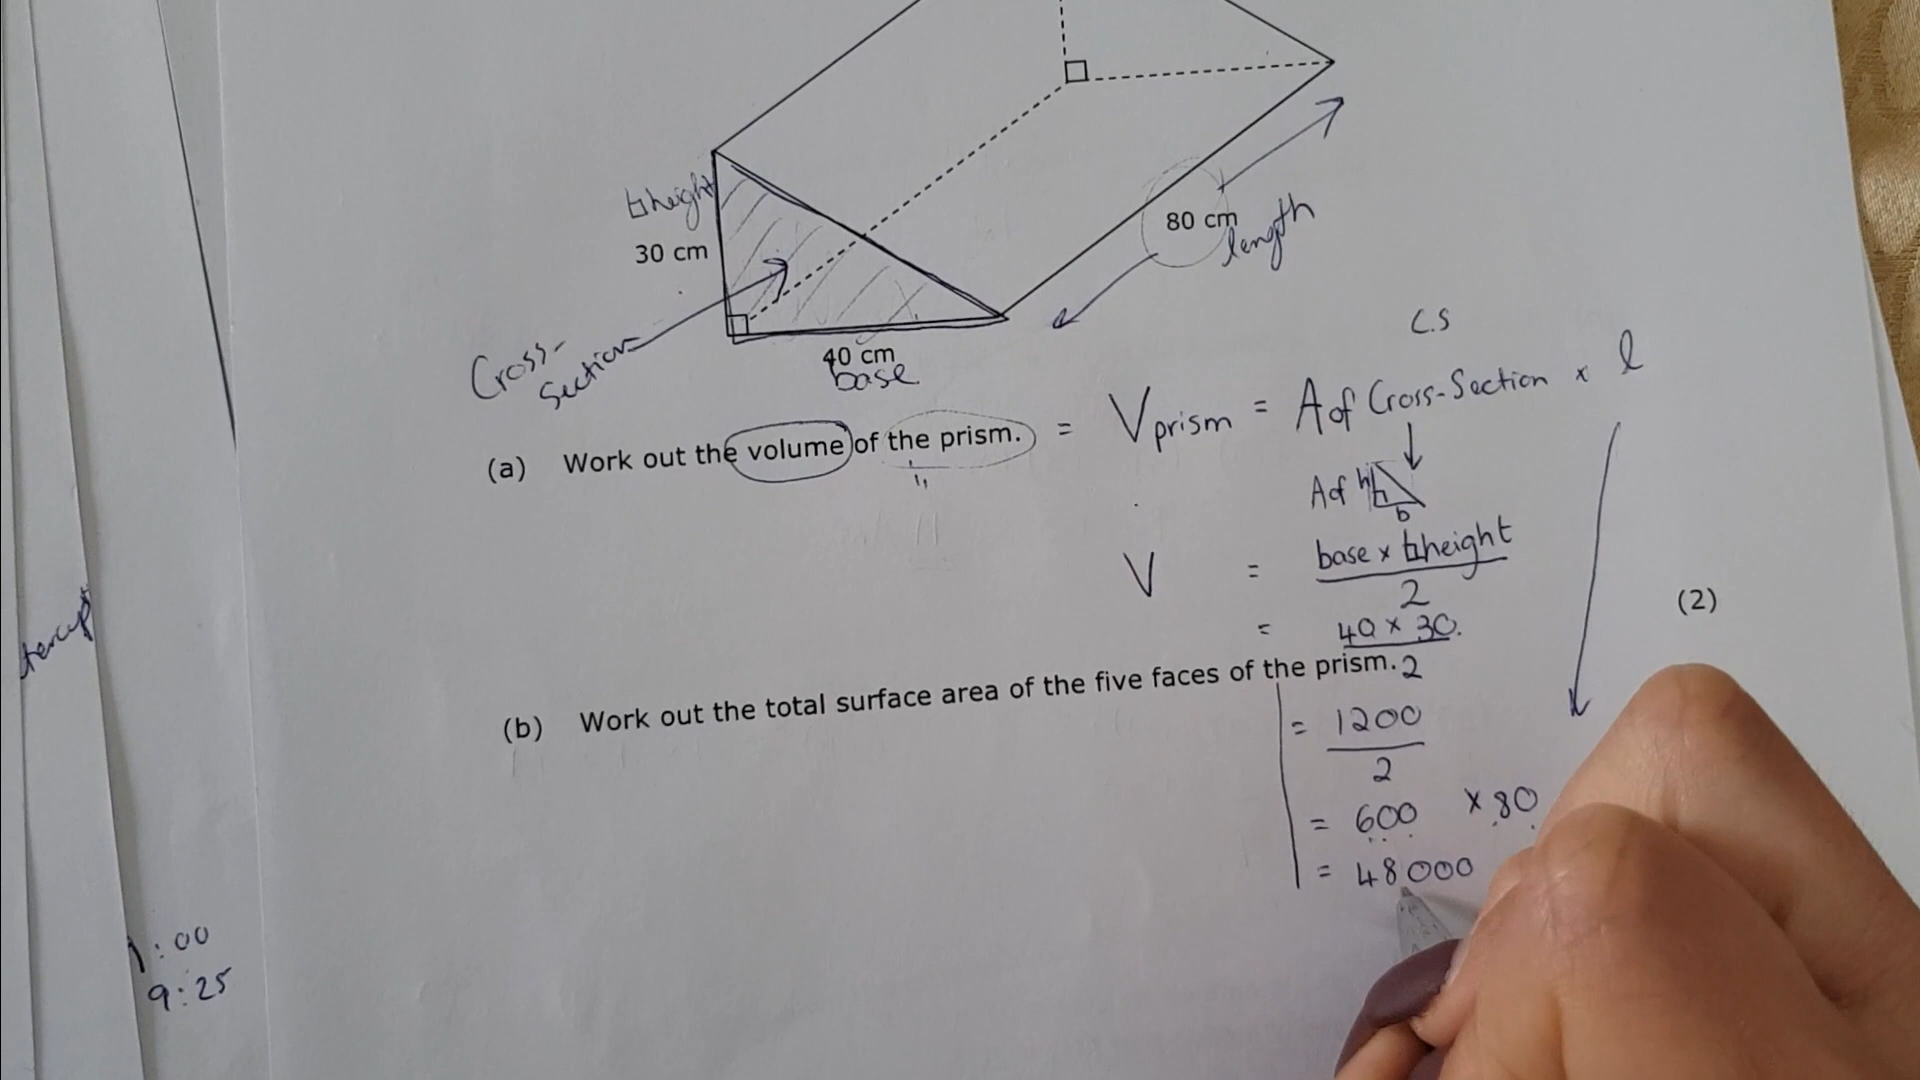 height
30 cm
80 cm
length
Cross-
Section
40 cm
base
C.S
(a) Work out the volume of the prism. = Vprism = A of Cross-Section × l
A of h b
V = base × height
2
= 40 × 30.
2
(2)
(b) Work out the total surface area of the five faces of the prism.
= 1200
2
= 600 × 80
= 48000
:00
9:25